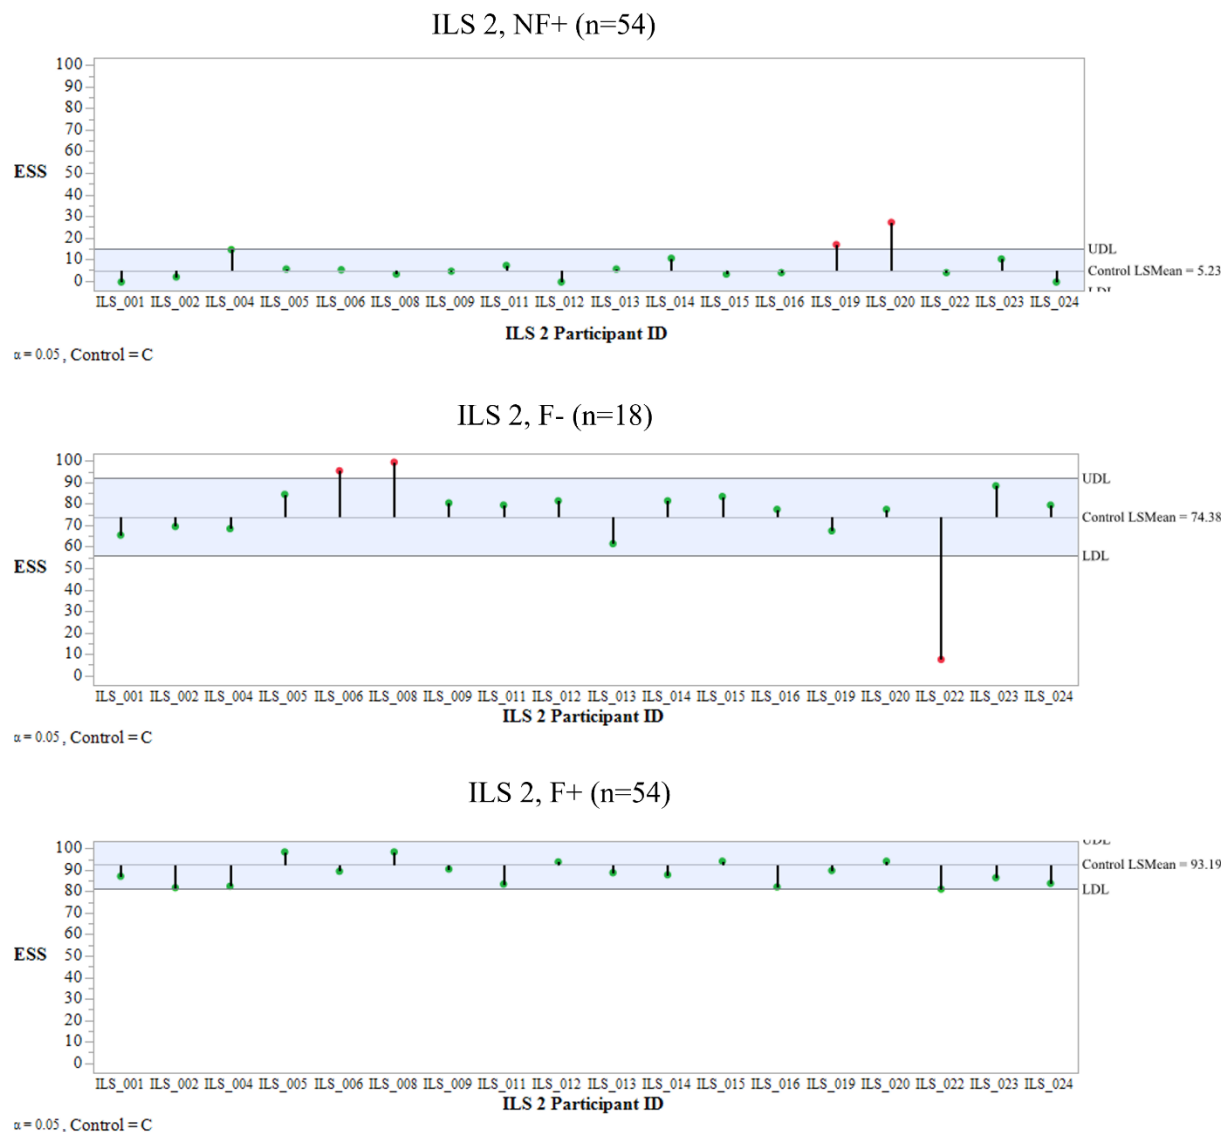 ILS 2, NF+ (n=54)
100
90
80
70
60
ESS
50
40
30
20
10
0
UDL
Control LSMean = 5.23
ILS_001 ILS_002 ILS_004 ILS_005 ILS_006 ILS_008 ILS_009 ILS_011 ILS_012 ILS_013 ILS_014 ILS_015 ILS_016 ILS_019 ILS_020 ILS_022 ILS_023 ILS_024
ILS 2 Participant ID
α = 0.05 , Control = C
ILS 2, F- (n=18)
100
90
80
70
60
ESS
50
40
30
20
10
0
UDL
Control LSMean = 74.38
LDL
ILS_001 ILS_002 ILS_004 ILS_005 ILS_006 ILS_008 ILS_009 ILS_011 ILS_012 ILS_013 ILS_014 ILS_015 ILS_016 ILS_019 ILS_020 ILS_022 ILS_023 ILS_024
ILS 2 Participant ID
α = 0.05 , Control = C
ILS 2, F+ (n=54)
100
90
80
70
60
ESS
50
40
30
20
10
0
UDL
Control LSMean = 93.19
LDL
ILS_001 ILS_002 ILS_004 ILS_005 ILS_006 ILS_008 ILS_009 ILS_011 ILS_012 ILS_013 ILS_014 ILS_015 ILS_016 ILS_019 ILS_020 ILS_022 ILS_023 ILS_024
ILS 2 Participant ID
α = 0.05 , Control = C